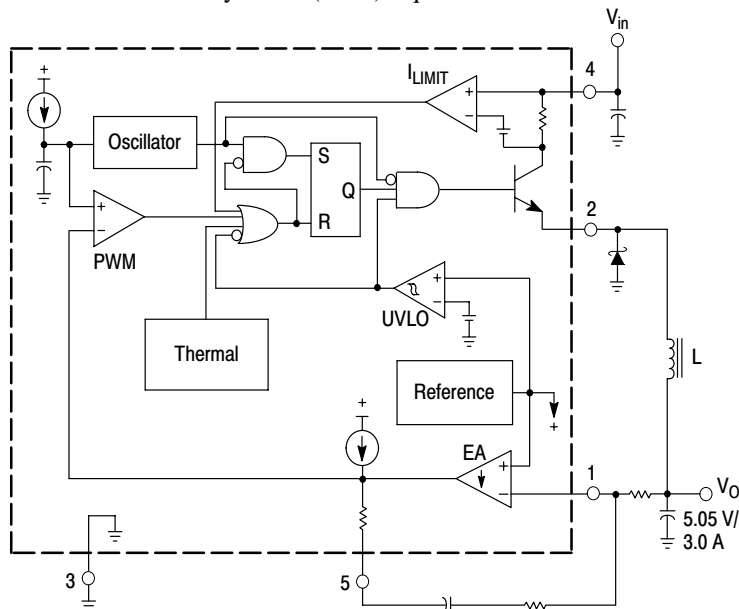 V_in
4
I_LIMIT
+
−
+
Oscillator
S
Q
R
2
+
−
PWM
+
−
UVLO
Thermal
L
Reference
+
+
EA
+
−
1
V_O
5.05 V/
3.0 A
3
5